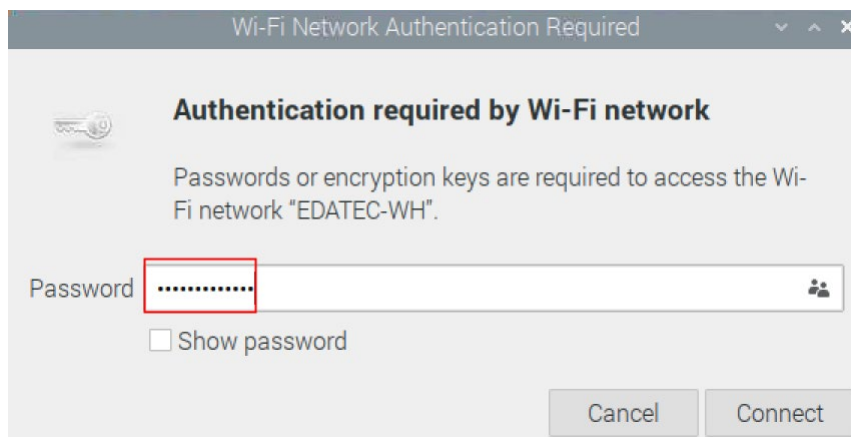 Wi-Fi Network Authentication Required
Authentication required by Wi-Fi network
Passwords or encryption keys are required to access the Wi-
Fi network “EDATEC-WH”.
Password •••••••••••••
Show password
Cancel Connect